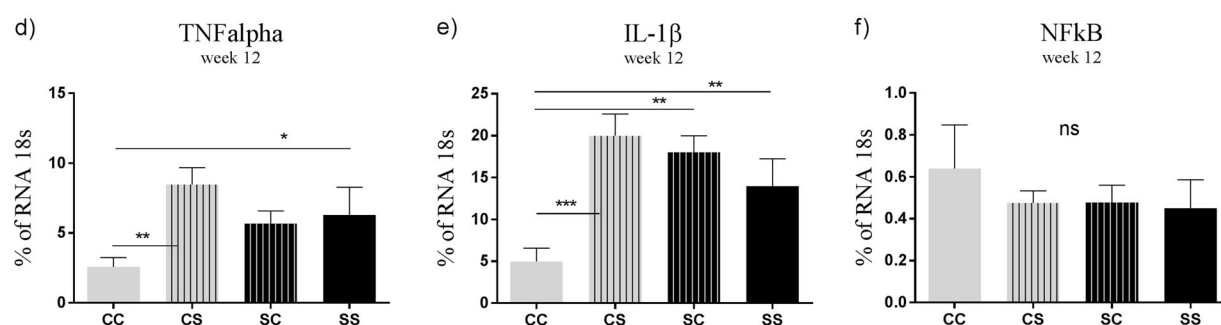 d)
TNFalpha
week 12
% of RNA 18s
15
10
5
0
*
**
CC CS SC SS
e)
IL-1β
week 12
% of RNA 18s
25
20
15
10
5
0
**
**
***
CC CS SC SS
f)
NFkB
week 12
% of RNA 18s
1.0
0.8
0.6
0.4
0.2
0.0
ns
CC CS SC SS